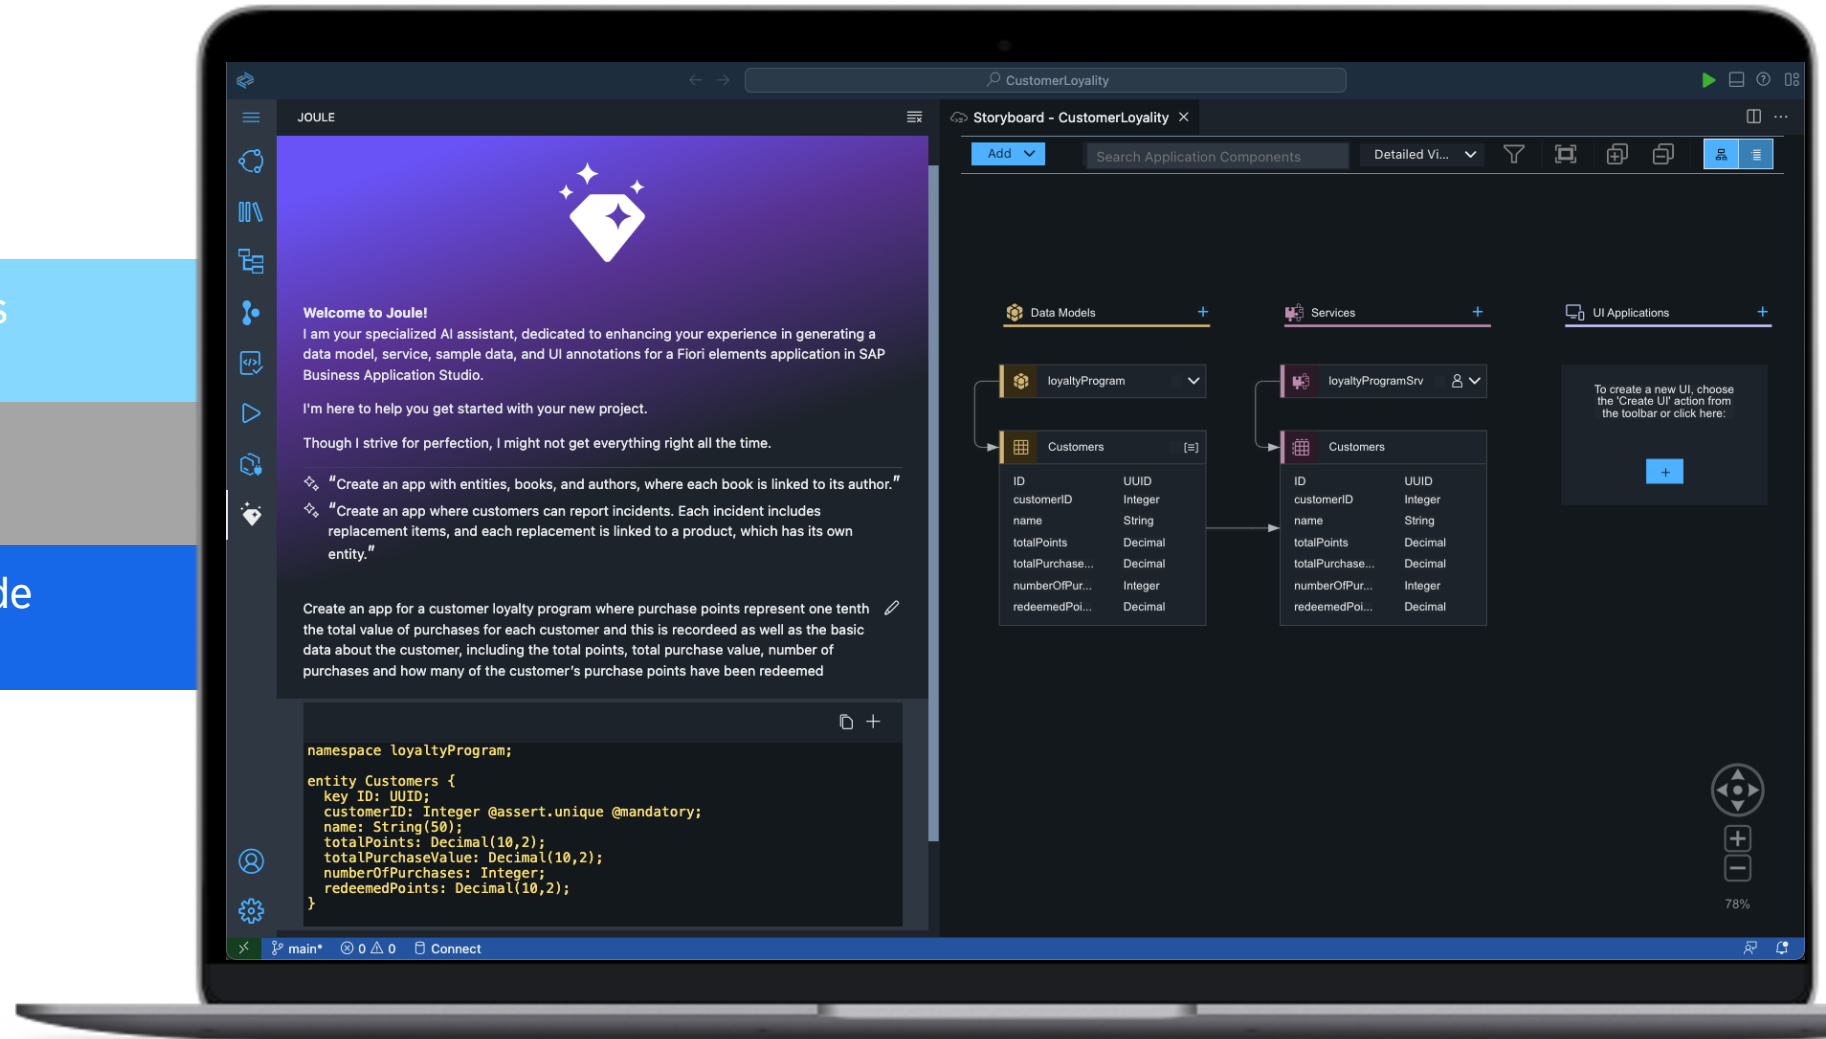 s
de
CustomerLoyality
JOULE
Welcome to Joule!
I am your specialized AI assistant, dedicated to enhancing your experience in generating a
data model, service, sample data, and UI annotations for a Fiori elements application in SAP
Business Application Studio.
I'm here to help you get started with your new project.
Though I strive for perfection, I might not get everything right all the time.
"Create an app with entities, books, and authors, where each book is linked to its author."
"Create an app where customers can report incidents. Each incident includes
replacement items, and each replacement is linked to a product, which has its own
entity."
Create an app for a customer loyalty program where purchase points represent one tenth
the total value of purchases for each customer and this is recordeed as well as the basic
data about the customer, including the total points, total purchase value, number of
purchases and how many of the customer's purchase points have been redeemed
namespace loyaltyProgram;
entity Customers {
key ID: UUID;
customerID: Integer @assert.unique @mandatory;
name: String(50);
totalPoints: Decimal(10,2);
totalPurchaseValue: Decimal(10,2);
numberOfPurchases: Integer;
redeemedPoints: Decimal(10,2);
}
Storyboard - CustomerLoyality
Add
Search Application Components
Detailed Vi...
Data Models +
Services +
UI Applications +
loyaltyProgram
Customers
ID UUID
customerID Integer
name String
totalPoints Decimal
totalPurchase... Decimal
numberOfPur... Integer
redeemedPoi... Decimal
loyaltyProgramSrv
Customers
ID UUID
customerID Integer
name String
totalPoints Decimal
totalPurchase... Decimal
numberOfPur... Integer
redeemedPoi... Decimal
To create a new UI, choose
the 'Create UI' action from
the toolbar or click here:
+
78%
main* 0 0 Connect